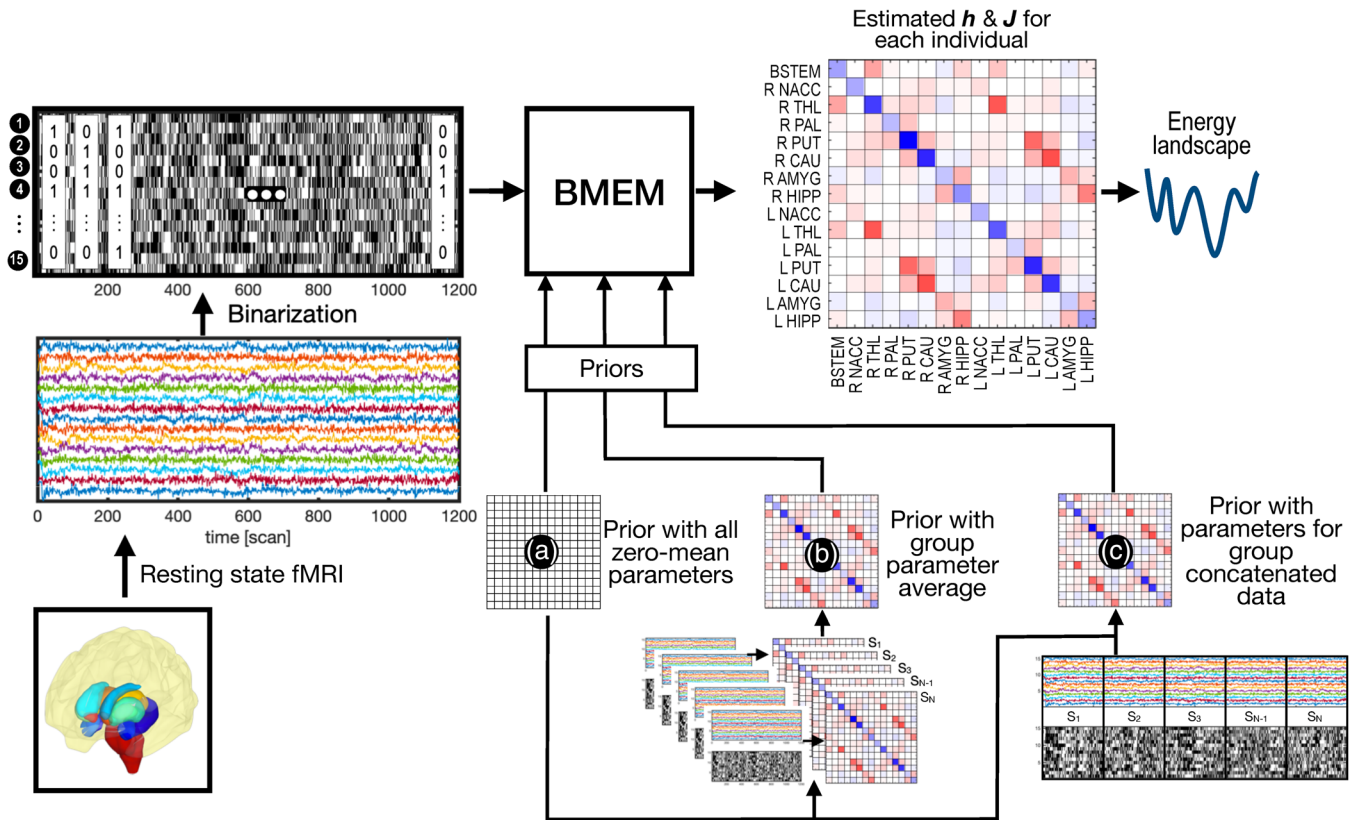 Estimated h & J for
each individual
BSTEM
R NACC
R THL
R PAL
R PUT
R CAU
R AMYG
R HIPP
L NACC
L THL
L PAL
L PUT
L CAU
L AMYG
L HIPP
BSTEM
R NACC
R THL
R PAL
R PUT
R CAU
R AMYG
R HIPP
L NACC
L THL
L PAL
L PUT
L CAU
L AMYG
L HIPP
Energy
landscape
1
2
3
4
15
1 0 1 0
0 1 0 0
0 1 0 1
1 1 1 1
0 0 1 0
200 400 600 800 1000 1200
BMEM
Binarization
Priors
0 200 400 600 800 1000 1200
time [scan]
Resting state fMRI
(a)
Prior with all
zero-mean
parameters
(b)
Prior with
group
parameter
average
(c)
Prior with
parameters for
group
concatenated
data
S1
S2
S3
SN-1
SN
S1 S2 S3 SN-1 SN